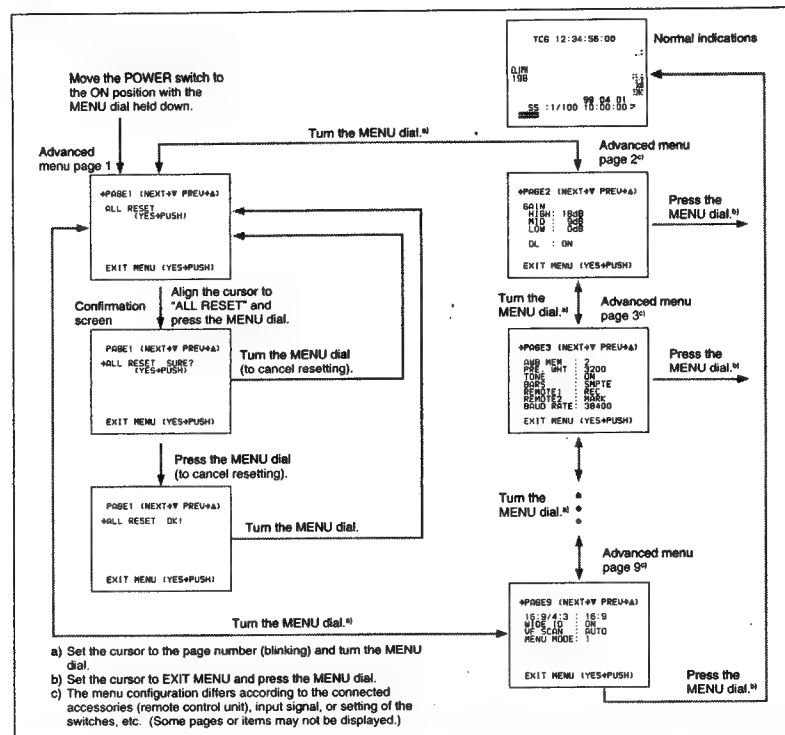 TCG 12:34:56:00
Normal indications
CLIPM
198
99 04 01
SS :1/100 10:00:00
Move the POWER switch to
the ON position with the
MENU dial held down.
Turn the MENU dial.a)
Advanced
menu page 1
Advanced menu
page 2c)
➔PAGE1 (NEXT➔▼ PREV➔▲)
ALL RESET
(YES➔PUSH)
EXIT MENU (YES➔PUSH)
➔PAGE2 (NEXT➔▼ PREV➔▲)
GAIN
HIGH: 18dB
MID : 9dB
LOW : 0dB
DL : ON
EXIT MENU (YES➔PUSH)
Press the
MENU dial.b)
Confirmation
screen
Align the cursor to
"ALL RESET" and
press the MENU dial.
Turn the
MENU dial.a)
Advanced menu
page 3c)
PAGE1 (NEXT➔▼ PREV➔▲)
➔ALL RESET SURE?
(YES➔PUSH)
EXIT MENU (YES➔PUSH)
Turn the MENU dial
(to cancel resetting).
➔PAGE3 (NEXT➔▼ PREV➔▲)
AWB MEM : 2
PRE. WHT : 3200
TONE : ON
BARS : SMPTE
REMOTE1 : REC
REMOTE2 : MARK
BAUD RATE: 38400
EXIT MENU (YES➔PUSH)
Press the
MENU dial.b)
Press the MENU dial
(to cancel resetting).
PAGE1 (NEXT➔▼ PREV➔▲)
➔ALL RESET OK!
EXIT MENU (YES➔PUSH)
Turn the MENU dial.
Turn the
MENU dial.a)
Advanced menu
page 9c)
Turn the MENU dial.a)
➔PAGE9 (NEXT➔▼ PREV➔▲)
16:9/4:3 : 16:9
WIDE ID : ON
VF SCAN : AUTO
MENU MODE: 1
EXIT MENU (YES➔PUSH)
Press the
MENU dial.b)
a) Set the cursor to the page number (blinking) and turn the MENU
dial.
b) Set the cursor to EXIT MENU and press the MENU dial.
c) The menu configuration differs according to the connected
accessories (remote control unit), input signal, or setting of the
switches, etc. (Some pages or items may not be displayed.)